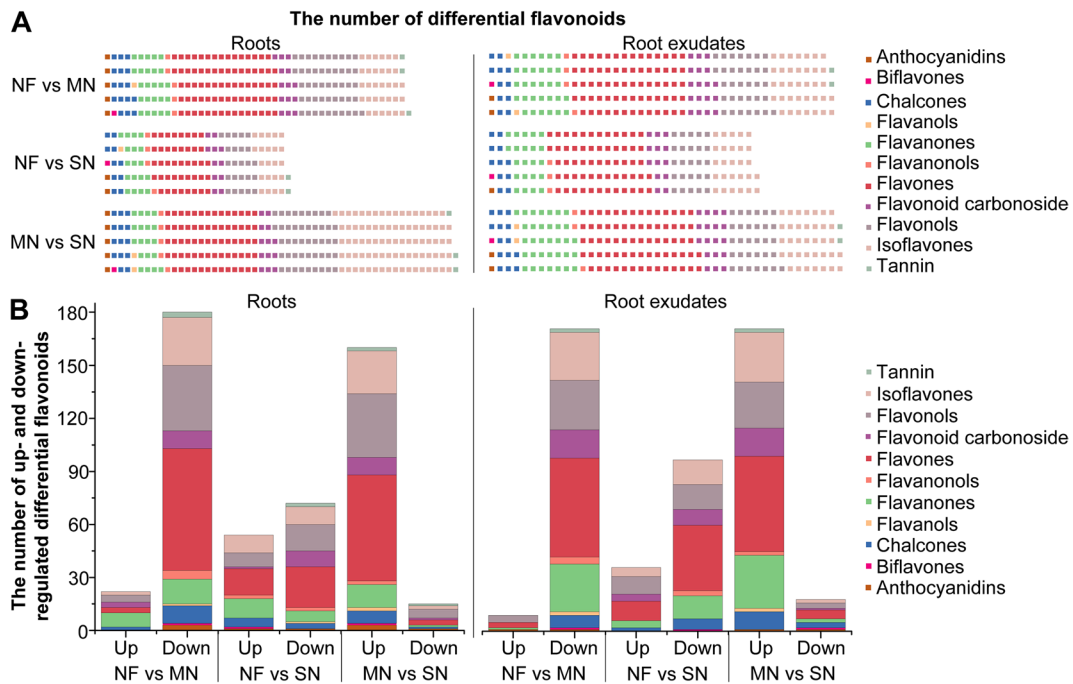 A
The number of differential flavonoids
Roots
Root exudates
NF vs MN
NF vs SN
MN vs SN
Anthocyanidins
Biflavones
Chalcones
Flavanols
Flavanones
Flavanonols
Flavones
Flavonoid carbonoside
Flavonols
Isoflavones
Tannin
B
Roots
Root exudates
The number of up- and down-
regulated differential flavonoids
180
150
120
90
60
30
0
Up Down Up Down Up Down Up Down Up Down Up Down
NF vs MN NF vs SN MN vs SN NF vs MN NF vs SN MN vs SN
Tannin
Isoflavones
Flavonols
Flavonoid carbonoside
Flavones
Flavanonols
Flavanones
Flavanols
Chalcones
Biflavones
Anthocyanidins